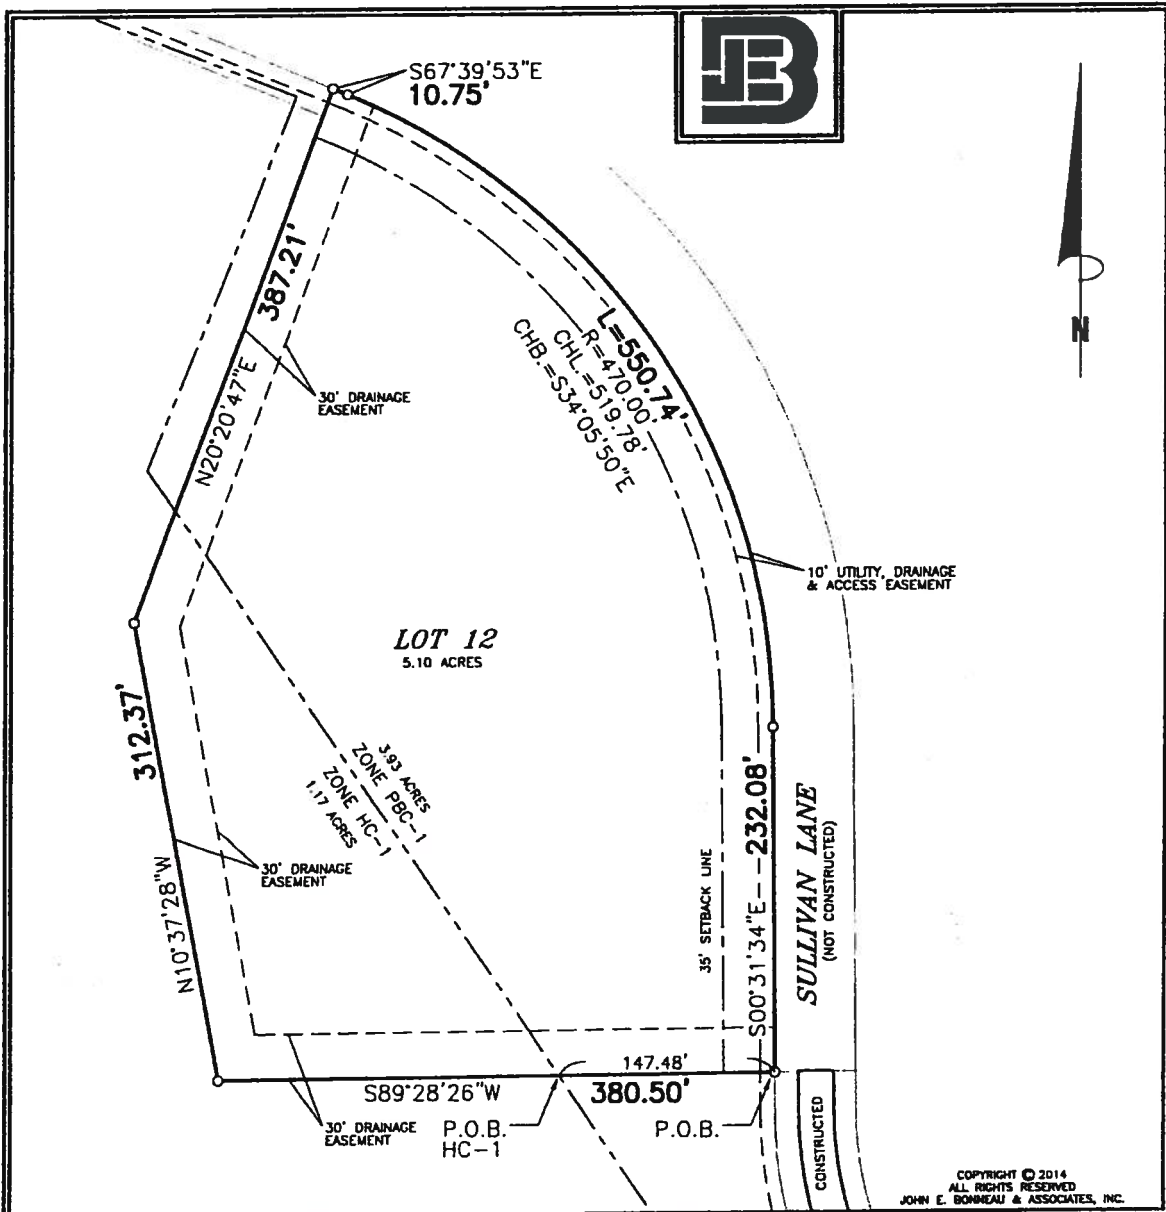 S67°39'53"E
10.75'
N
387.21'
N20°20'47"E
30' DRAINAGE
EASEMENT
L=550.74'
R=470.00'
CHL.=519.78'
CHB.=S34°05'50"E
10' UTILITY, DRAINAGE
& ACCESS EASEMENT
LOT 12
5.10 ACRES
312.37'
N10°37'28"W
3.93 ACRES
ZONE PBC-1
ZONE HC-1
1.17 ACRES
30' DRAINAGE
EASEMENT
35' SETBACK LINE
S00°31'34"E
232.08'
SULLIVAN LANE
(NOT CONSTRUCTED)
147.48'
S89°28'26"W
380.50'
30' DRAINAGE
EASEMENT
P.O.B.
HC-1
P.O.B.
CONSTRUCTED
COPYRIGHT © 2014
ALL RIGHTS RESERVED
JOHN E. BONNEAU & ASSOCIATES, INC.